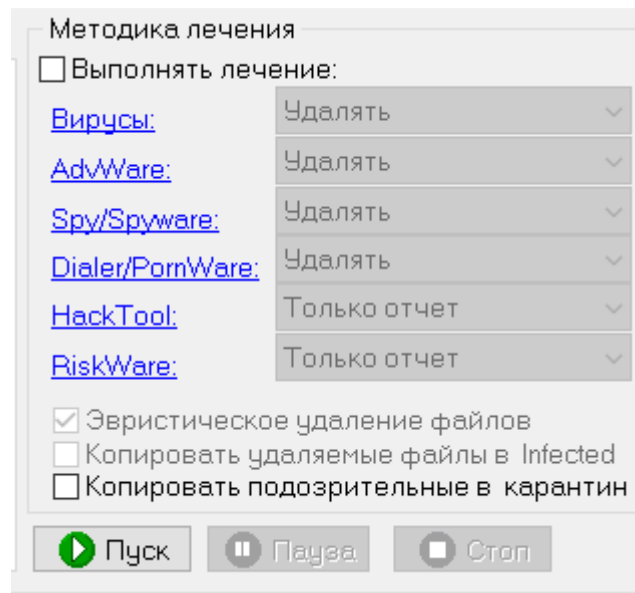 Методика лечения
Выполнять лечение:
Вирусы: Удалять
AdvWare: Удалять
Spy/Spyware: Удалять
Dialer/PornWare: Удалять
HackTool: Только отчет
RiskWare: Только отчет
Эвристическое удаление файлов
Копировать удаляемые файлы в Infected
Копировать подозрительные в карантин
Пуск Пауза Стоп